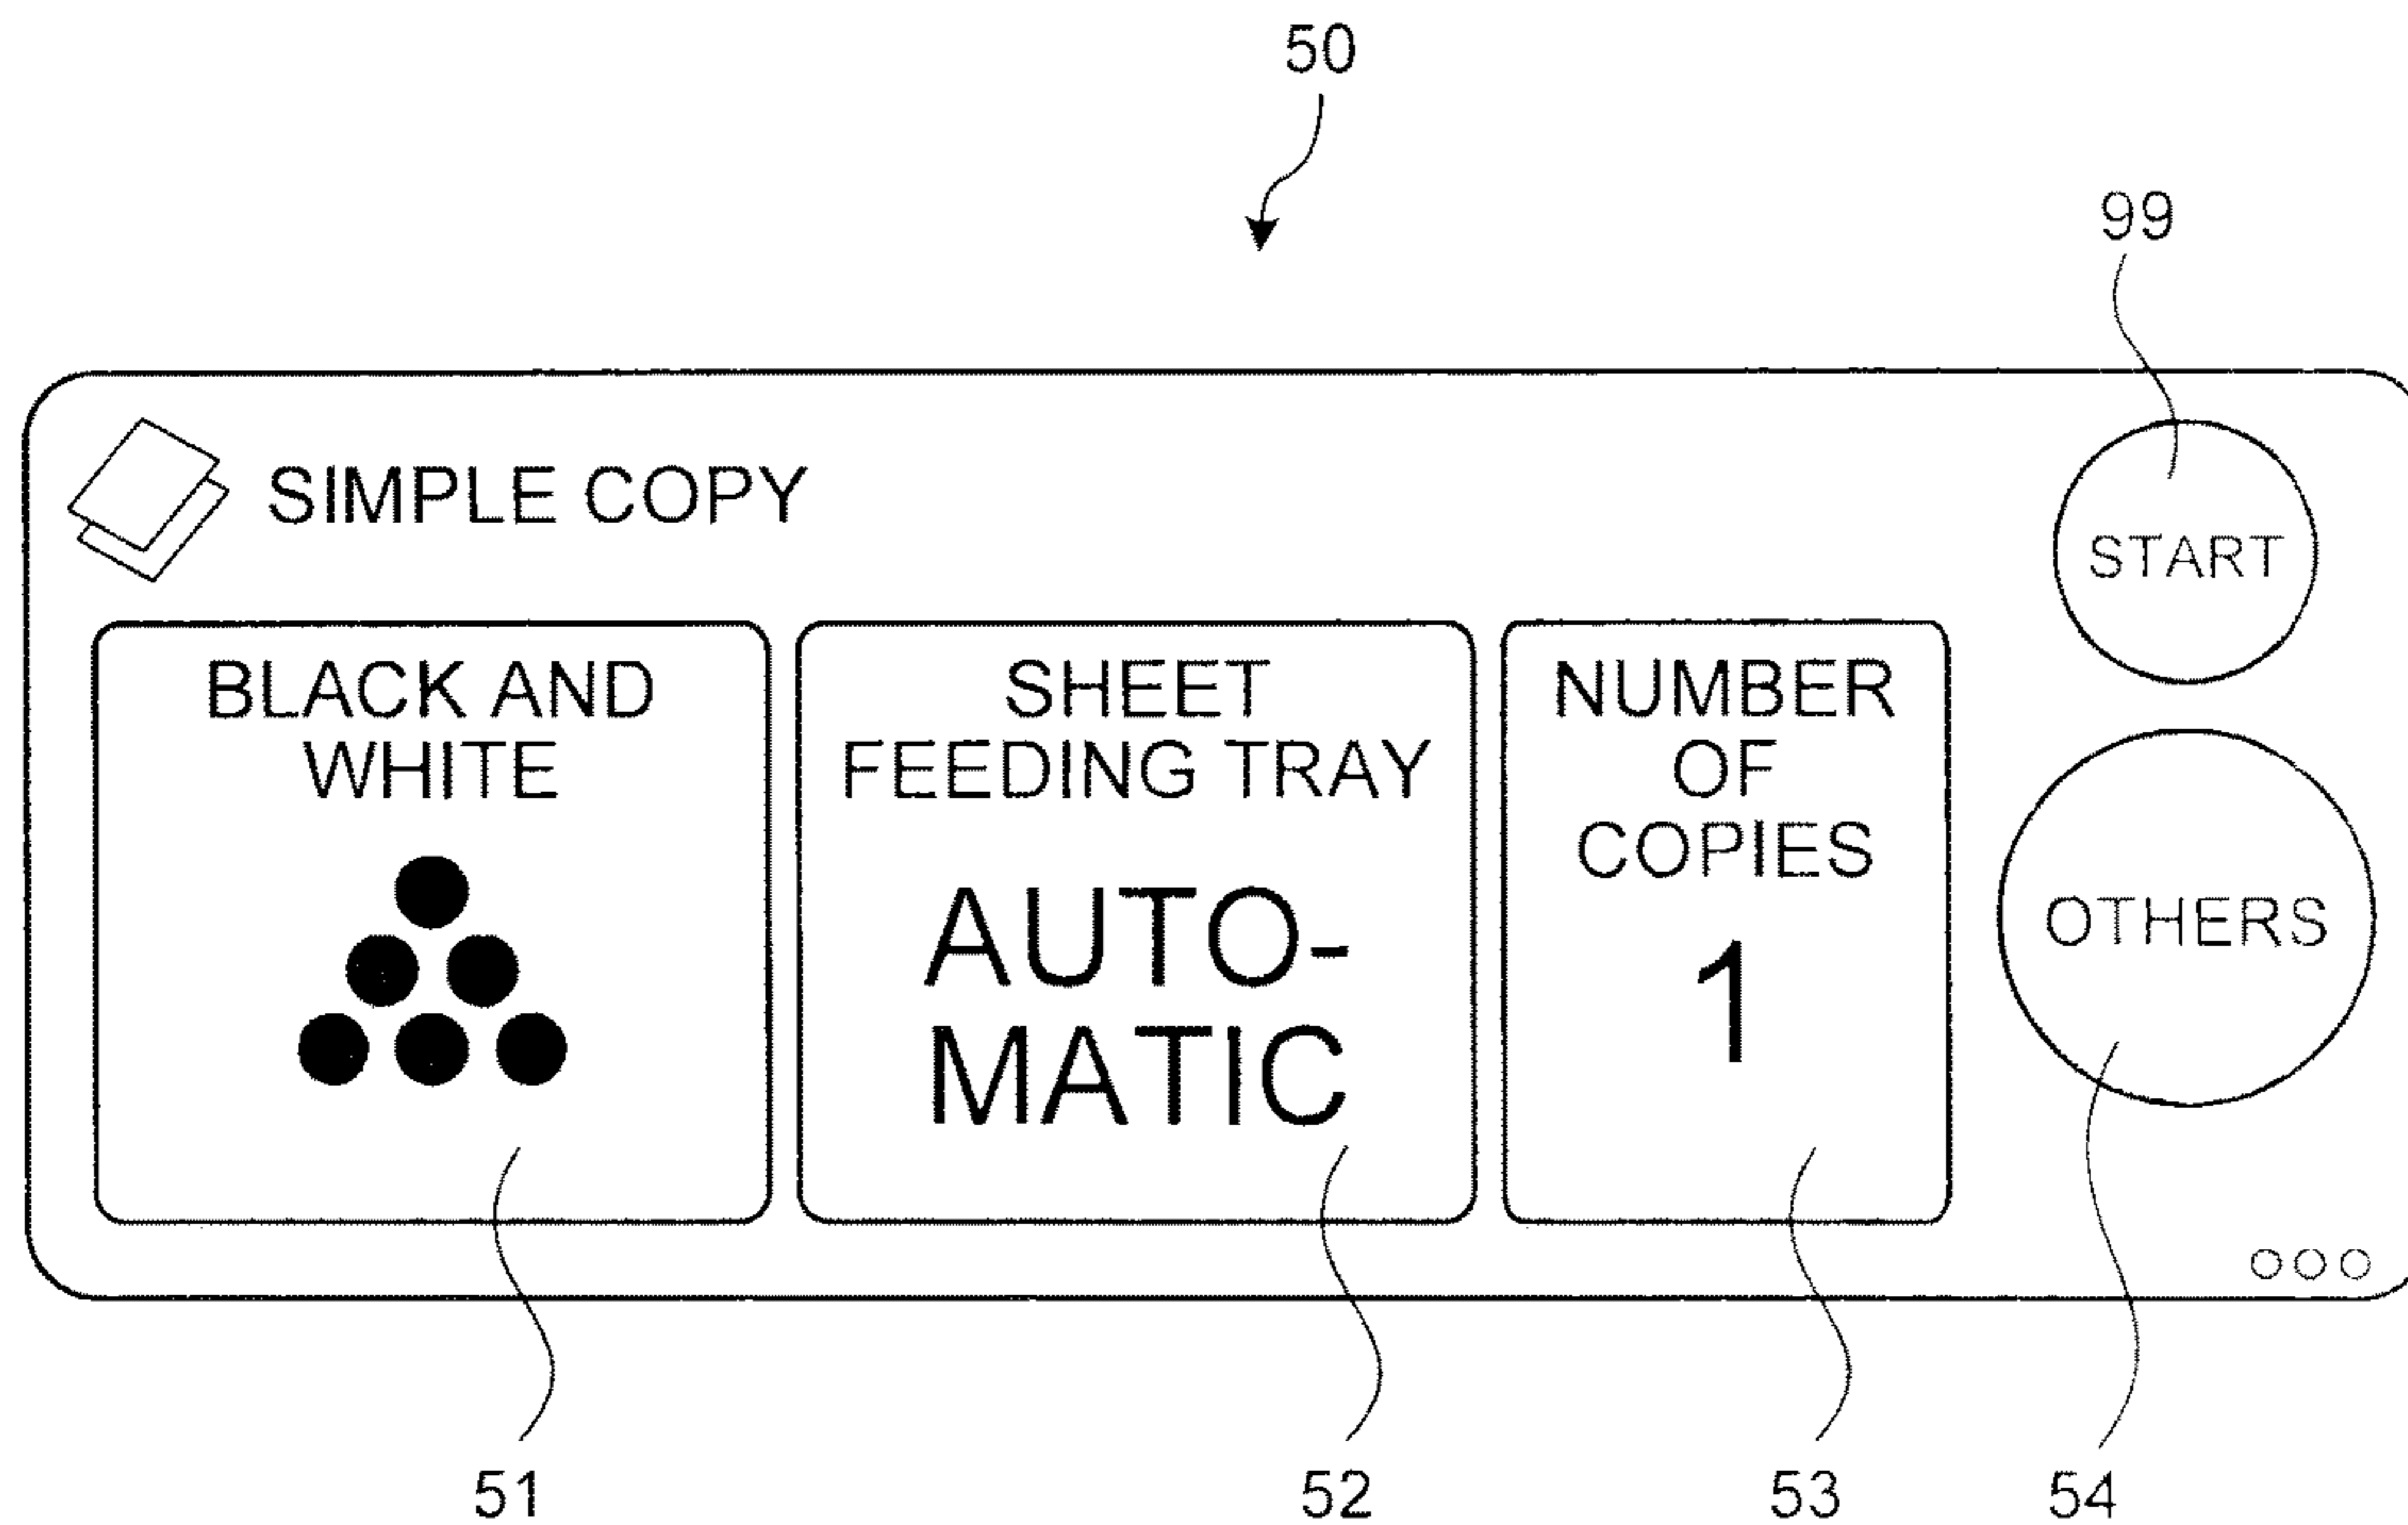 50
99
SIMPLE COPY
START
BLACK AND
WHITE
SHEET
FEEDING TRAY
AUTO-
MATIC
NUMBER
OF
COPIES
1
OTHERS
51
52
53
54